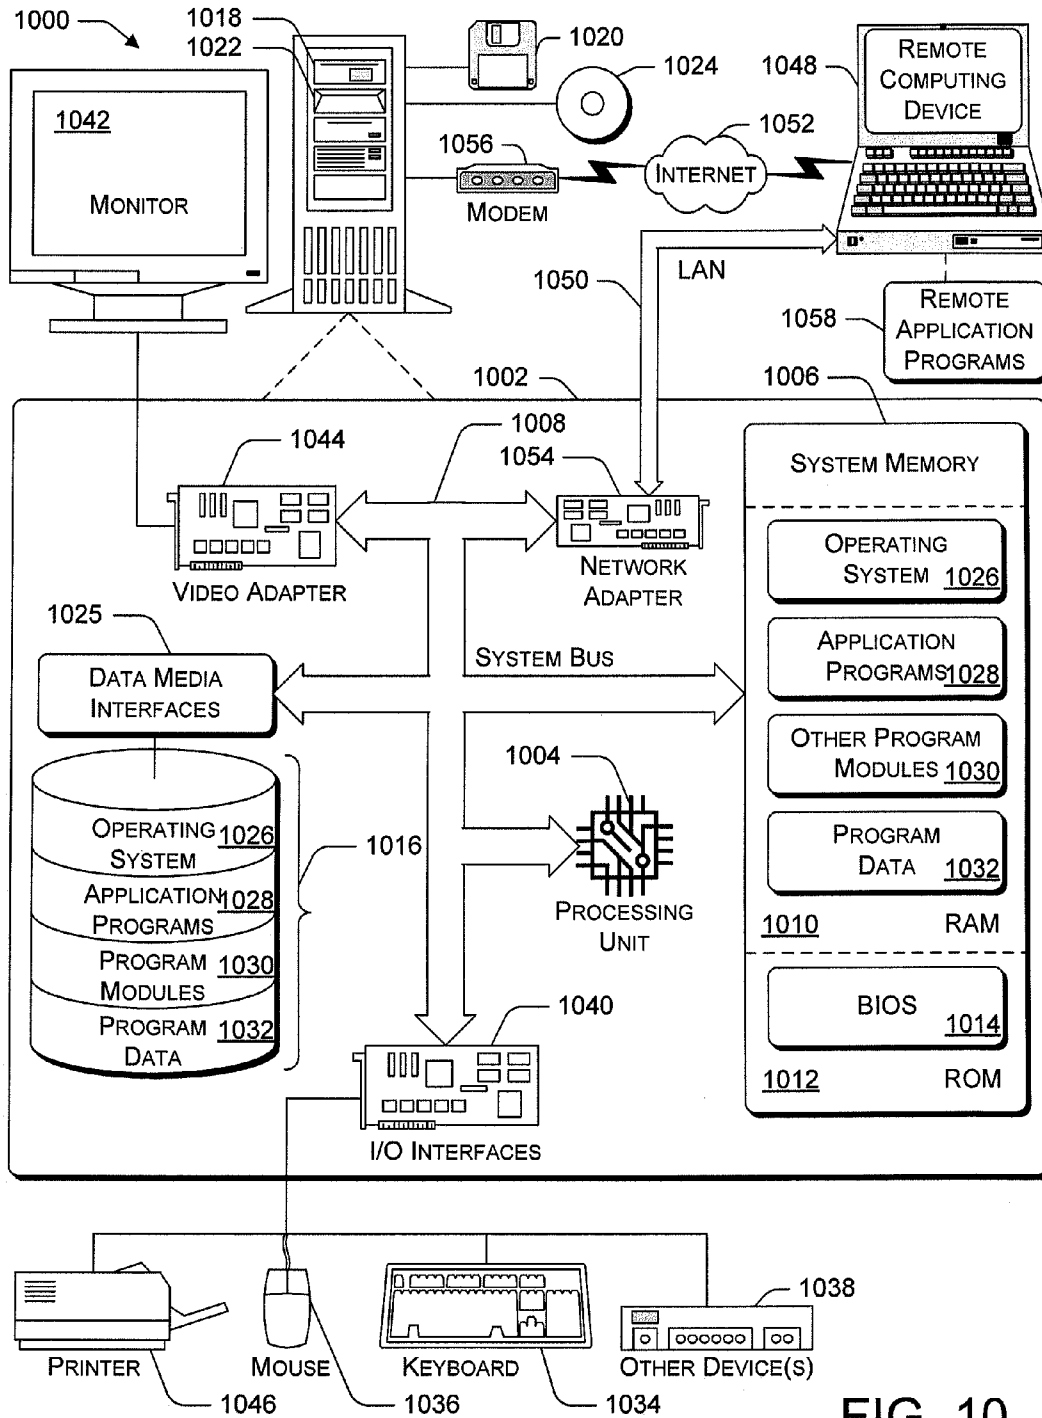 1000
1018
1022
1020
1024
1048
REMOTE
COMPUTING
DEVICE
1042
MONITOR
1056
MODEM
1052
INTERNET
1050
LAN
1058
REMOTE
APPLICATION
PROGRAMS
1002
1006
1044
1008
1054
VIDEO ADAPTER
NETWORK
ADAPTER
SYSTEM MEMORY
OPERATING
SYSTEM 1026
APPLICATION
PROGRAMS 1028
OTHER PROGRAM
MODULES 1030
PROGRAM
DATA 1032
1010 RAM
BIOS
1014
1012 ROM
1025
DATA MEDIA
INTERFACES
SYSTEM BUS
1004
PROCESSING
UNIT
OPERATING
SYSTEM 1026
APPLICATION
PROGRAMS 1028
PROGRAM
MODULES 1030
PROGRAM
DATA 1032
1016
1040
I/O INTERFACES
PRINTER
1046
MOUSE
1036
KEYBOARD
1034
1038
OTHER DEVICE(S)
FIG. 10